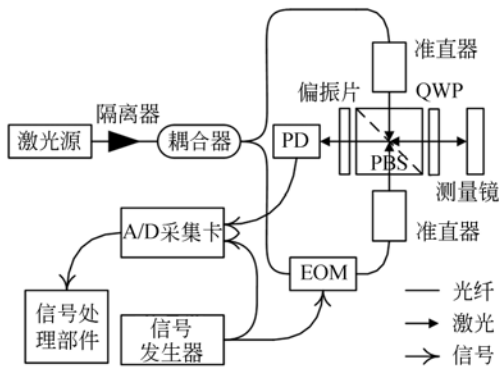 准直器
偏振片
QWP
隔离器
激光源
耦合器
PD
PBS
测量镜
准直器
A/D采集卡
EOM
信号处
理部件
信号
发生器
光纤
激光
信号